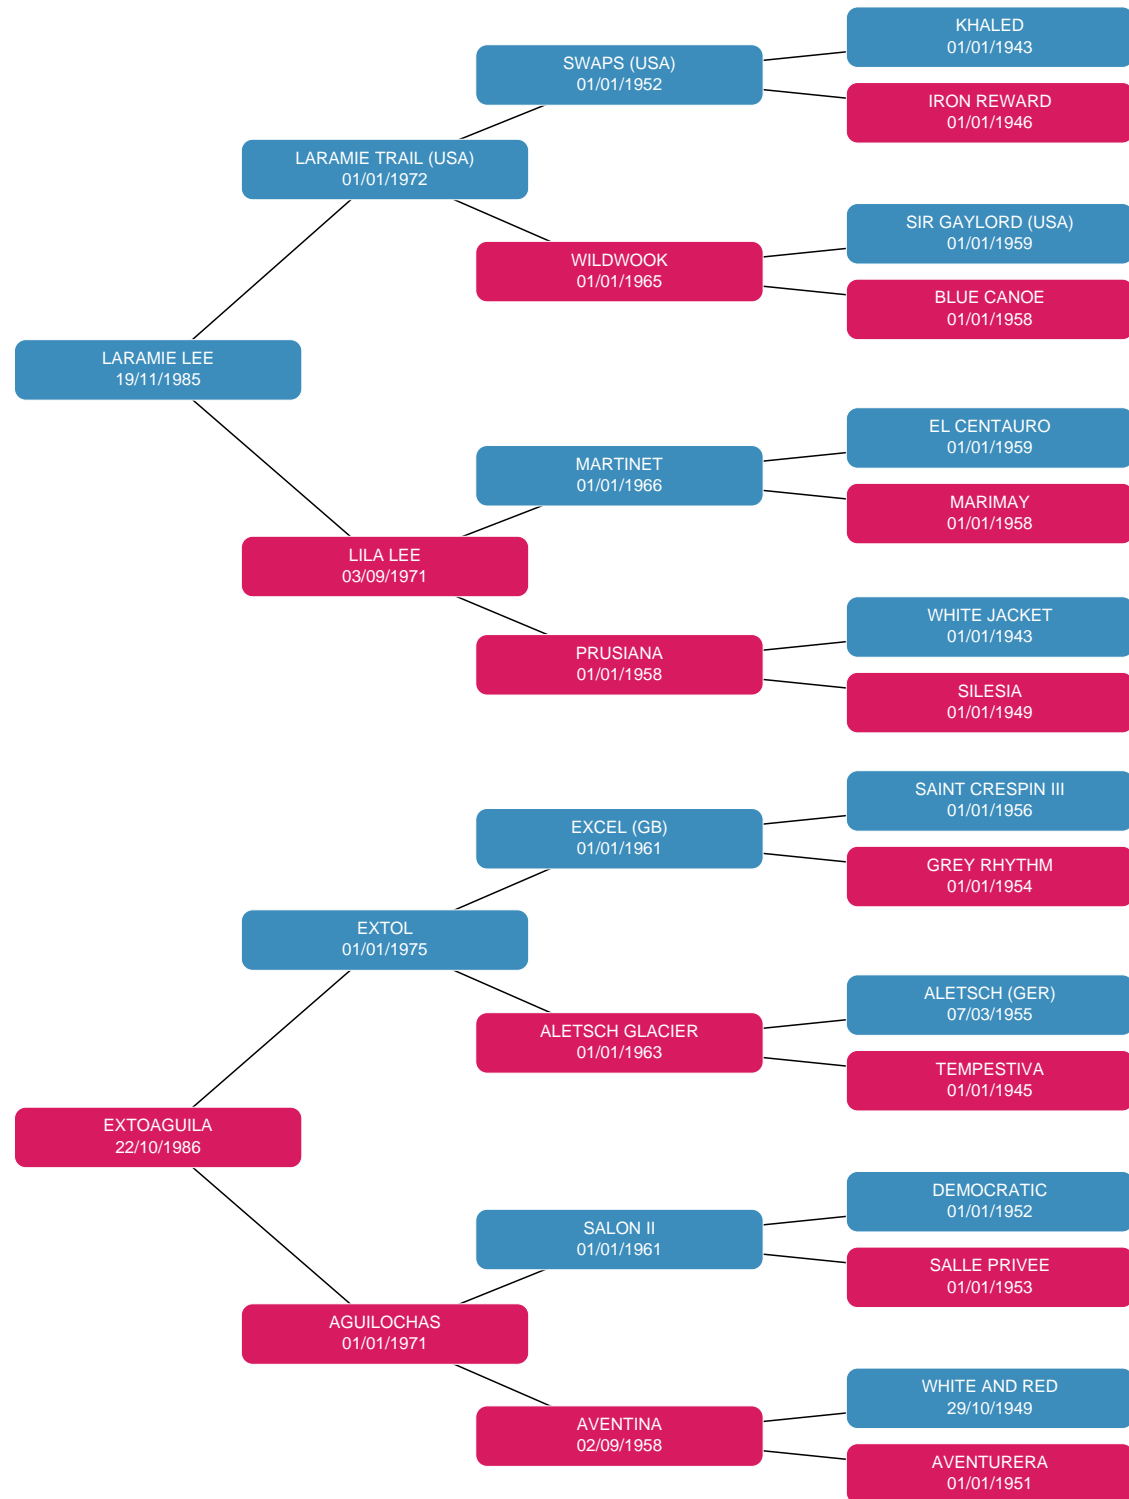 KHALED
01/01/1943
SWAPS (USA)
01/01/1952
IRON REWARD
01/01/1946
LARAMIE TRAIL (USA)
01/01/1972
SIR GAYLORD (USA)
01/01/1959
WILDWOOK
01/01/1965
BLUE CANOE
01/01/1958
LARAMIE LEE
19/11/1985
EL CENTAURO
01/01/1959
MARTINET
01/01/1966
MARIMAY
01/01/1958
LILA LEE
03/09/1971
WHITE JACKET
01/01/1943
PRUSIANA
01/01/1958
SILESIA
01/01/1949
SAINT CRESPIN III
01/01/1956
EXCEL (GB)
01/01/1961
GREY RHYTHM
01/01/1954
EXTOL
01/01/1975
ALETSCH (GER)
07/03/1955
ALETSCH GLACIER
01/01/1963
TEMPESTIVA
01/01/1945
EXTOAGUILA
22/10/1986
DEMOCRATIC
01/01/1952
SALON II
01/01/1961
SALLE PRIVEE
01/01/1953
AGUILOCHAS
01/01/1971
WHITE AND RED
29/10/1949
AVENTINA
02/09/1958
AVENTURERA
01/01/1951